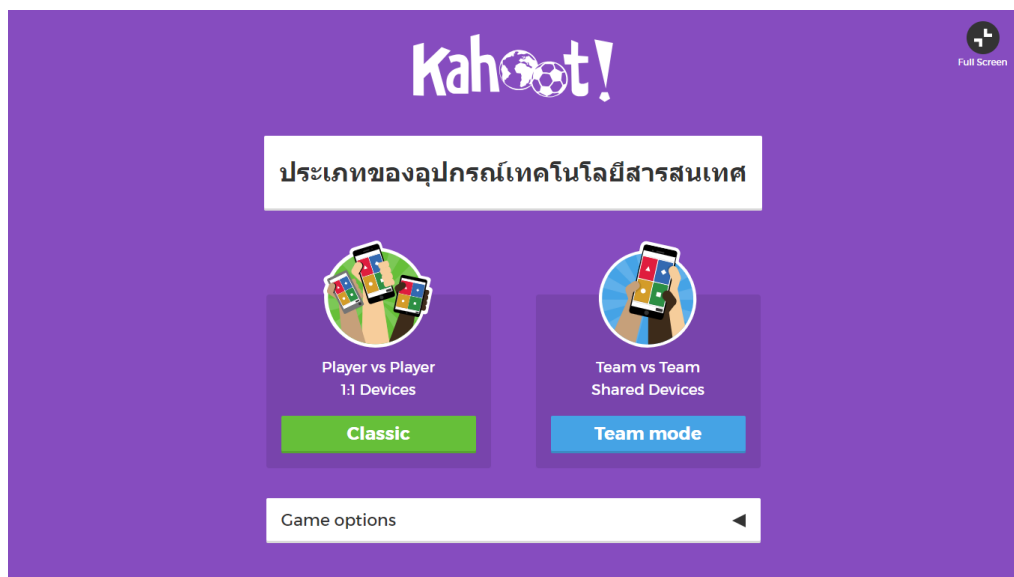 Kahoot!
Full Screen
ประเภทของอุปกรณ์เทคโนโลยีสารสนเทศ
Player vs Player
1:1 Devices
Classic
Team vs Team
Shared Devices
Team mode
Game options